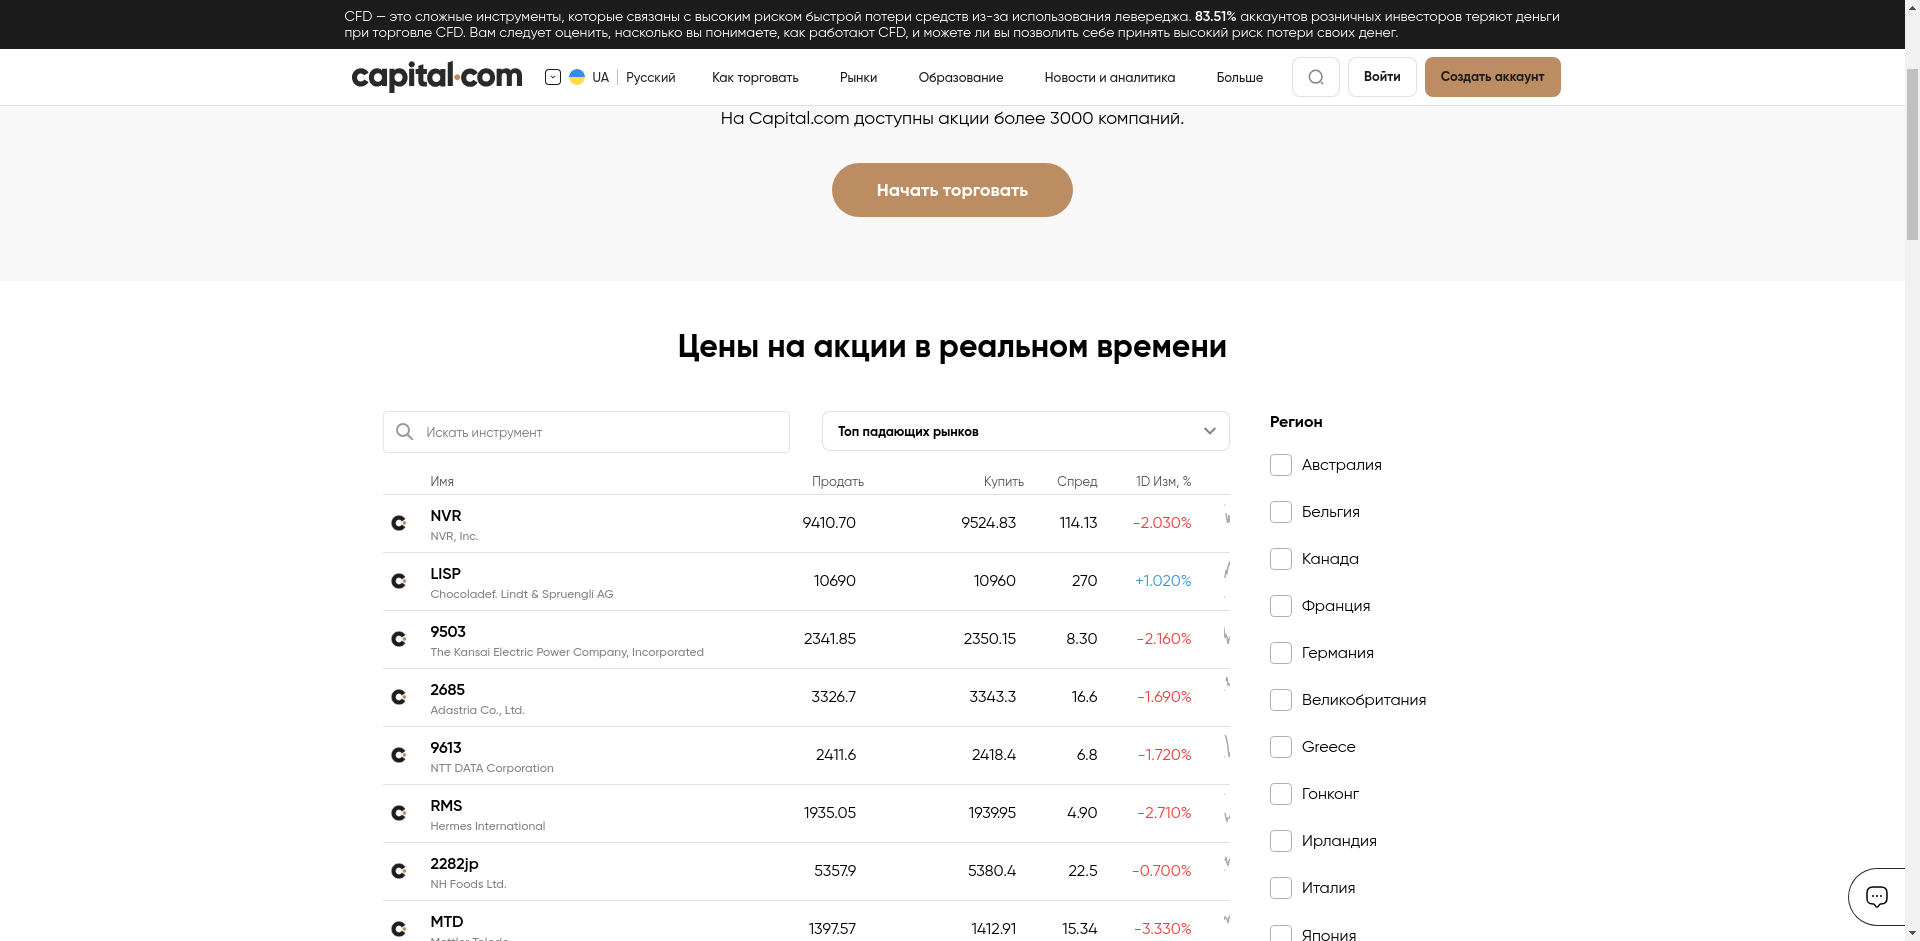 CFD — это сложные инструменты, которые связаны с высоким риском быстрой потери средств из-за использования левереджа. 83.51% аккаунтов розничных инвесторов теряют деньги
при торговле CFD. Вам следует оценить, насколько вы понимаете, как работают CFD, и можете ли вы позволить себе принять высокий риск потери своих денег.
capital.com UA Русский Как торговать Рынки Образование Новости и аналитика Больше Войти Создать аккаунт
На Capital.com доступны акции более 3000 компаний.
Начать торговать
Цены на акции в реальном времени
Искать инструмент
Топ падающих рынков
Имя Продать Купить Спред 1D Изм, %
NVR 9410.70 9524.83 114.13 -2.030%
NVR, Inc.
LISP 10690 10960 270 +1.020%
Chocoladef. Lindt & Spruengli AG
9503 2341.85 2350.15 8.30 -2.160%
The Kansai Electric Power Company, Incorporated
2685 3326.7 3343.3 16.6 -1.690%
Adastria Co., Ltd.
9613 2411.6 2418.4 6.8 -1.720%
NTT DATA Corporation
RMS 1935.05 1939.95 4.90 -2.710%
Hermes International
2282jp 5357.9 5380.4 22.5 -0.700%
NH Foods Ltd.
MTD 1397.57 1412.91 15.34 -3.330%
Регион
Австралия
Бельгия
Канада
Франция
Германия
Великобритания
Greece
Гонконг
Ирландия
Италия
Япония